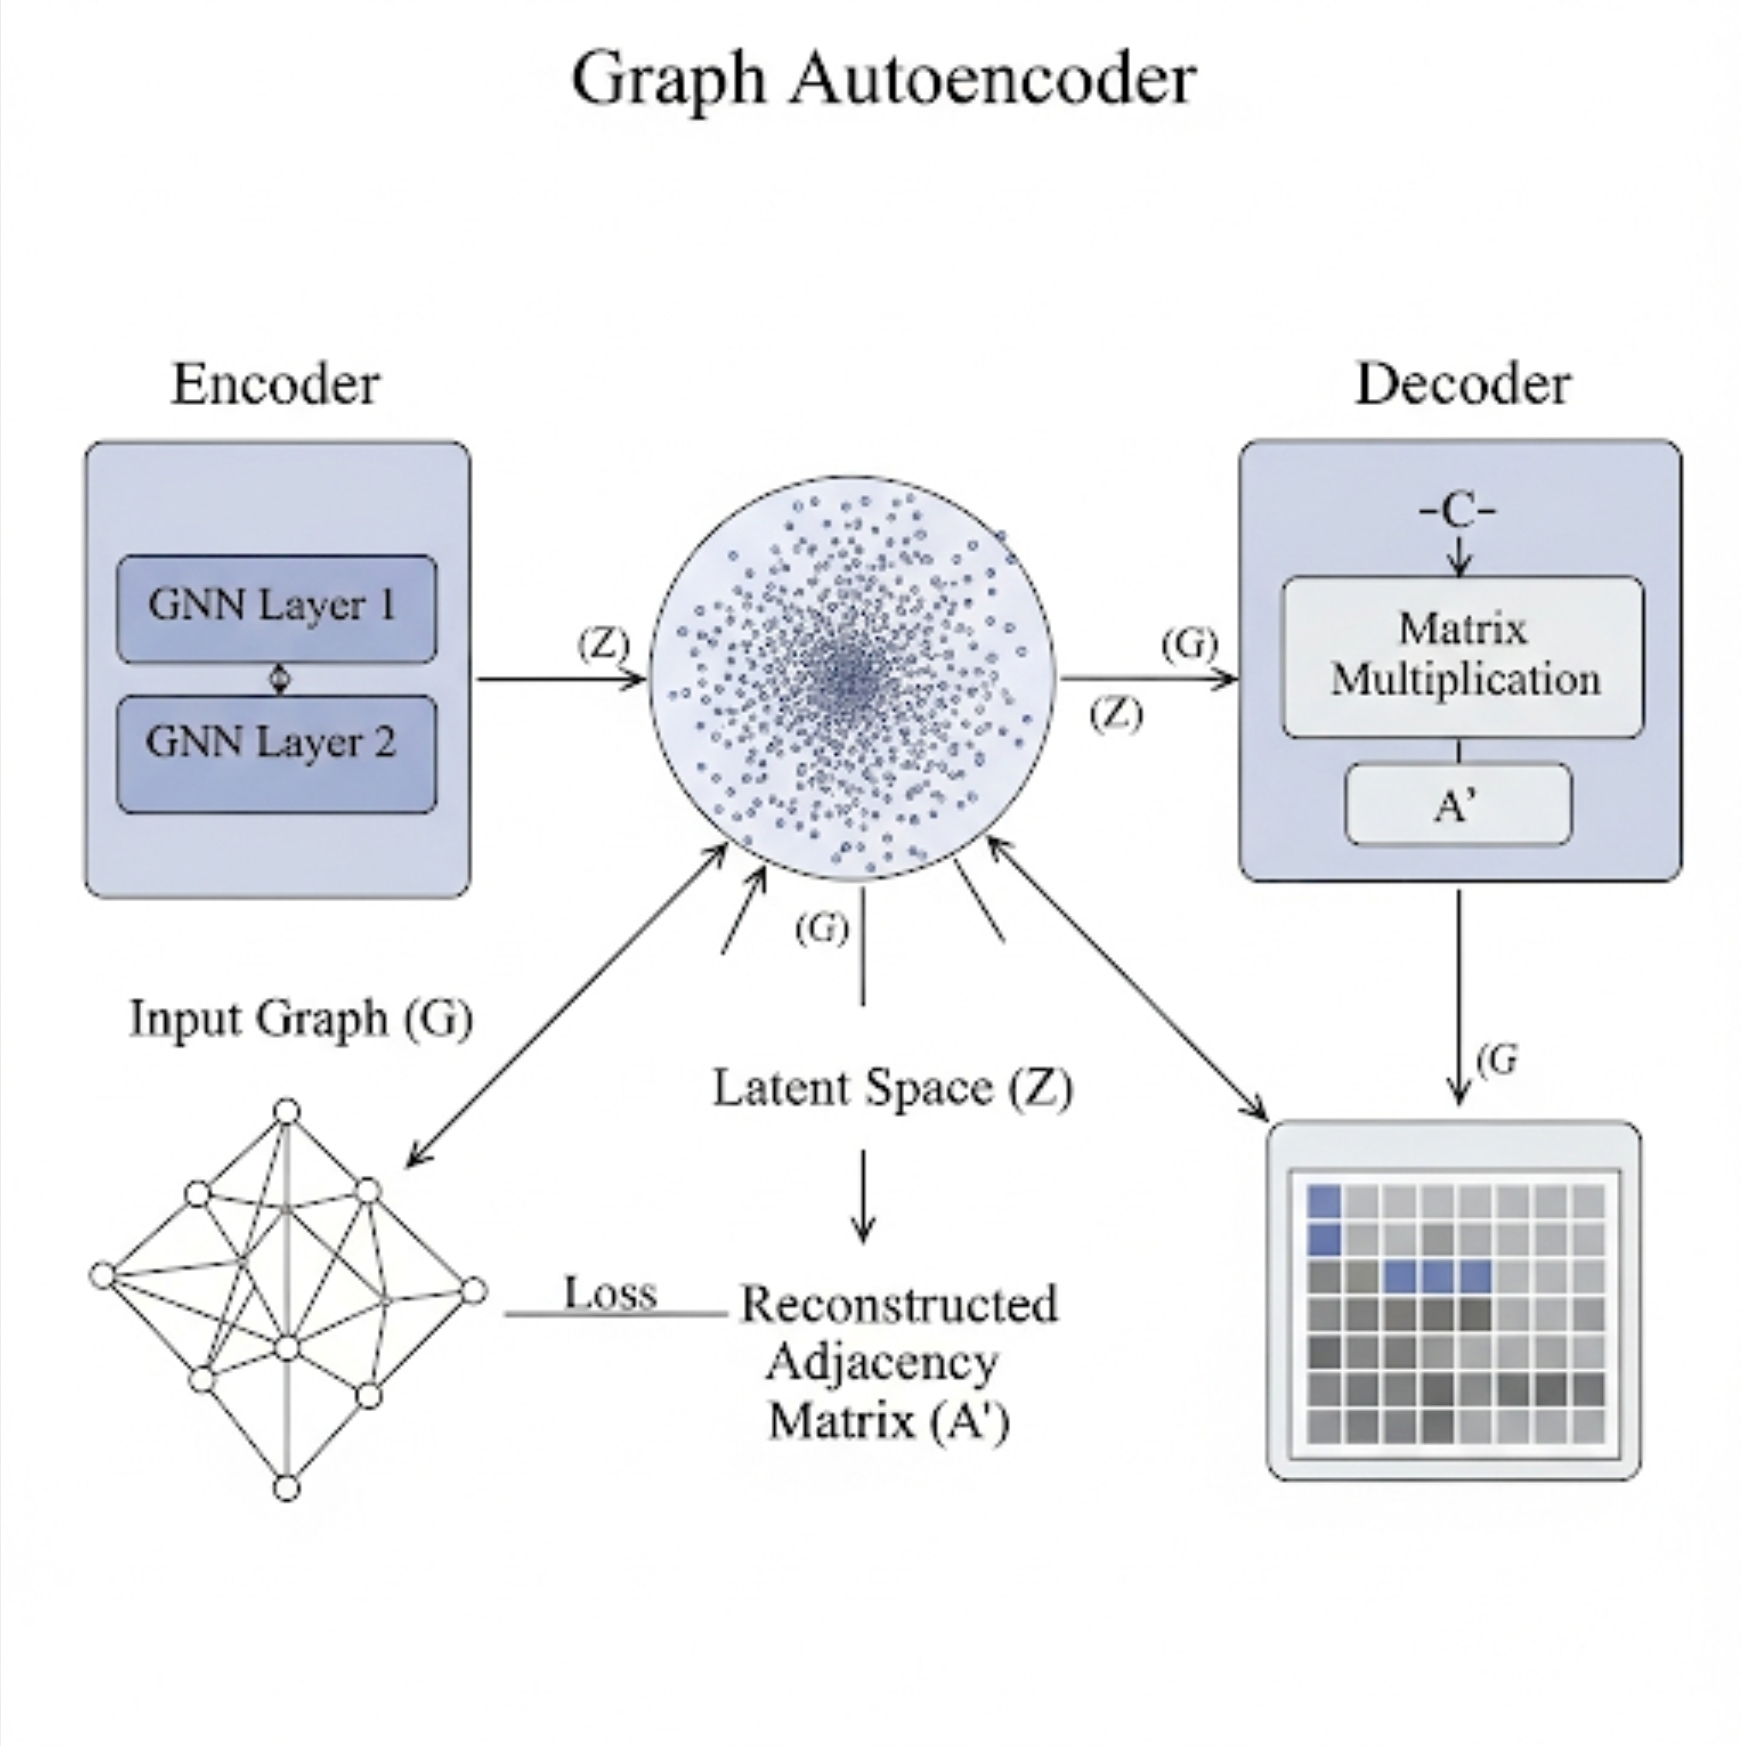 Graph Autoencoder
Encoder
Decoder
GNN Layer 1
GNN Layer 2
(Z)
(G)
(Z)
-C-
Matrix
Multiplication
A’
(G)
Input Graph (G)
Latent Space (Z)
(G
Loss
Reconstructed
Adjacency
Matrix (A')